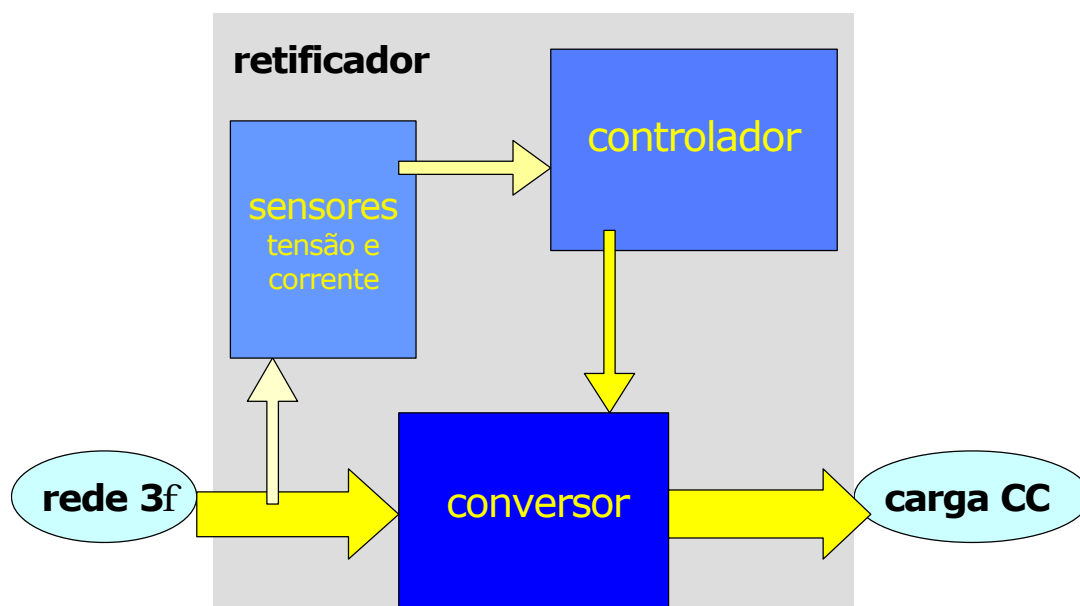 retificador
controlador
sensores
tensão e
corrente
rede 3f
conversor
carga CC